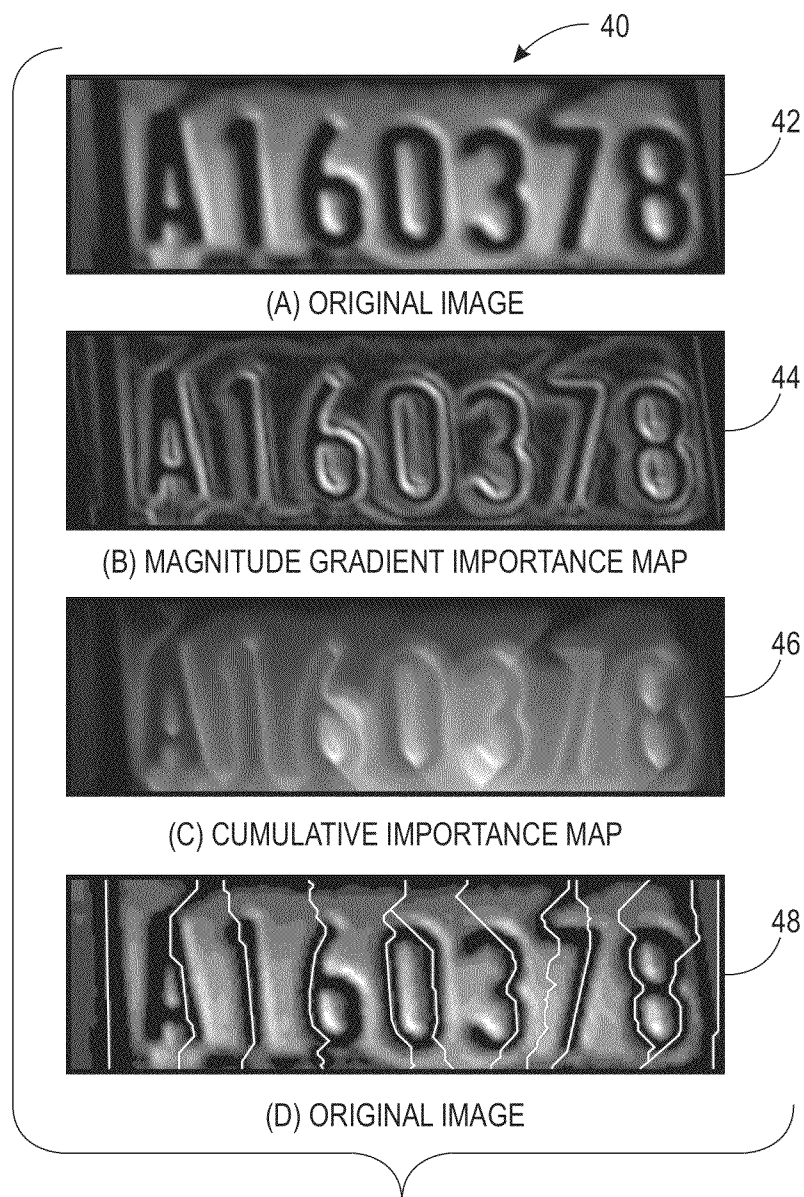 40
A160378
42
(A) ORIGINAL IMAGE
A160378
44
(B) MAGNITUDE GRADIENT IMPORTANCE MAP
A160378
46
(C) CUMULATIVE IMPORTANCE MAP
A160378
48
(D) ORIGINAL IMAGE